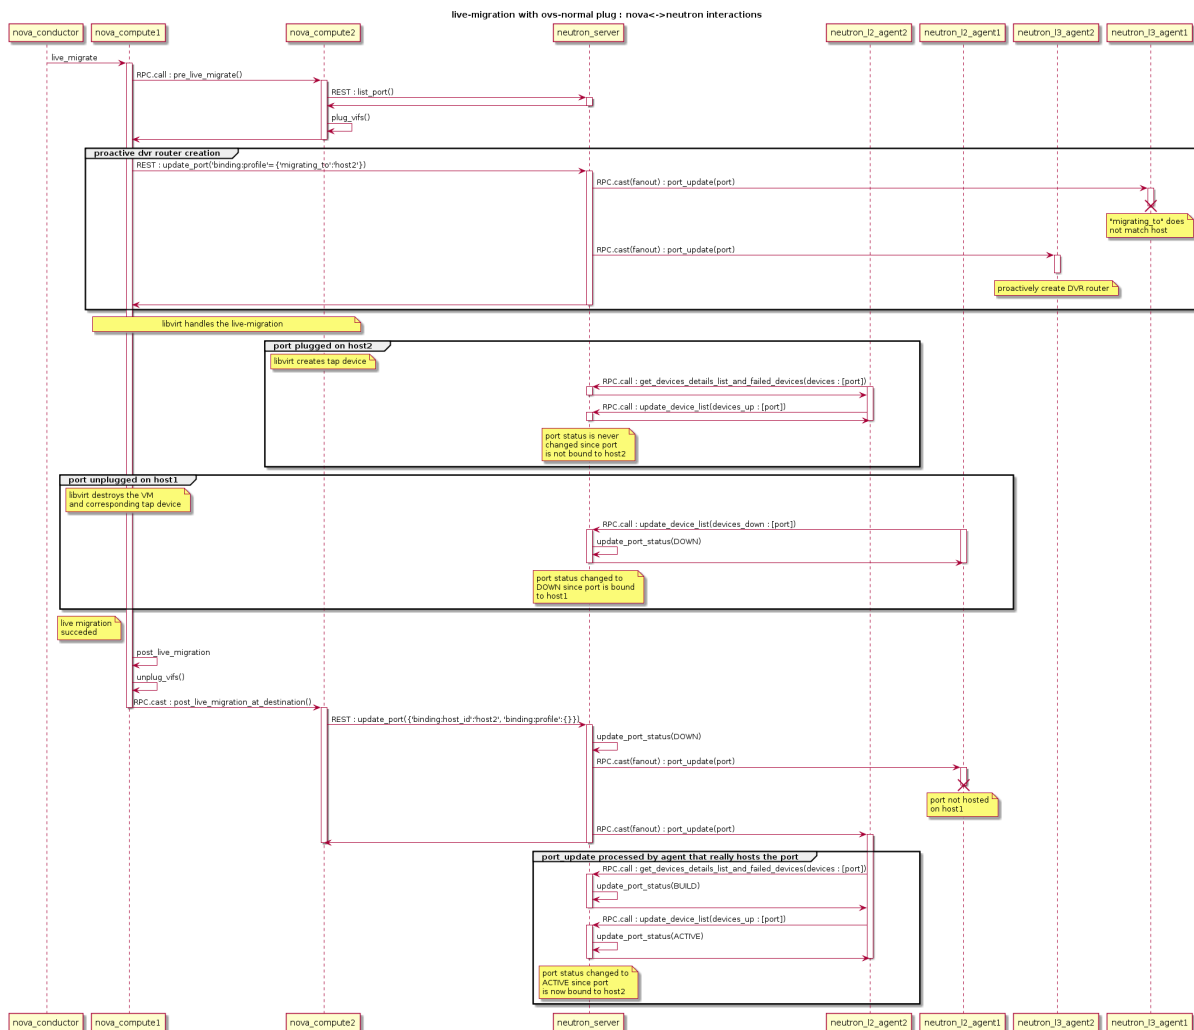 live-migration with ovs-normal plug : nova<->neutron interactions
nova_conductor
nova_compute1
nova_compute2
neutron_server
neutron_l2_agent2
neutron_l2_agent1
neutron_l3_agent2
neutron_l3_agent1
live_migrate
RPC.call : pre_live_migrate()
REST : list_port()
plug_vifs()
proactive dvr router creation
REST : update_port('binding:profile'= {'migrating_to':'host2'})
RPC.cast(fanout) : port_update(port)
"migrating_to" does
not match host
RPC.cast(fanout) : port_update(port)
proactively create DVR router
libvirt handles the live-migration
port plugged on host2
libvirt creates tap device
RPC.call : get_devices_details_list_and_failed_devices(devices : [port])
RPC.call : update_device_list(devices_up : [port])
port status is never
changed since port
is not bound to host2
port unplugged on host1
libvirt destroys the VM
and corresponding tap device
RPC.call : update_device_list(devices_down : [port])
update_port_status(DOWN)
port status changed to
DOWN since port is bound
to host1
live migration
succeded
post_live_migration
unplug_vifs()
RPC.cast : post_live_migration_at_destination()
REST : update_port({'binding:host_id':'host2', 'binding:profile':{}})
update_port_status(DOWN)
RPC.cast(fanout) : port_update(port)
port not hosted
on host1
RPC.cast(fanout) : port_update(port)
port_update processed by agent that really hosts the port
RPC.call : get_devices_details_list_and_failed_devices(devices : [port])
update_port_status(BUILD)
RPC.call : update_device_list(devices_up : [port])
update_port_status(ACTIVE)
port status changed to
ACTIVE since port
is now bound to host2
nova_conductor
nova_compute1
nova_compute2
neutron_server
neutron_l2_agent2
neutron_l2_agent1
neutron_l3_agent2
neutron_l3_agent1